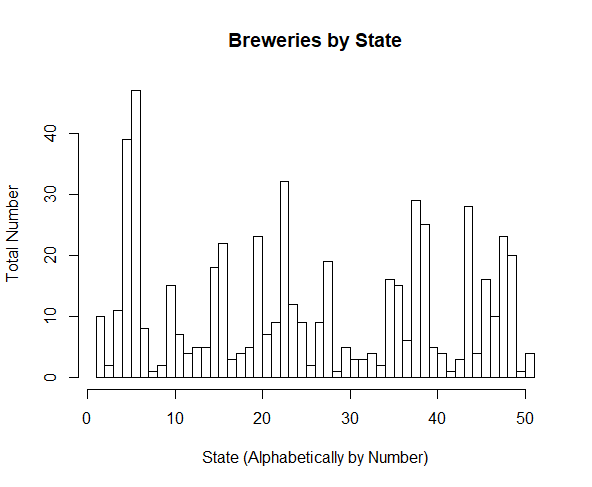 Breweries by State
Total Number
40
30
20
10
0
0 10 20 30 40 50
State (Alphabetically by Number)